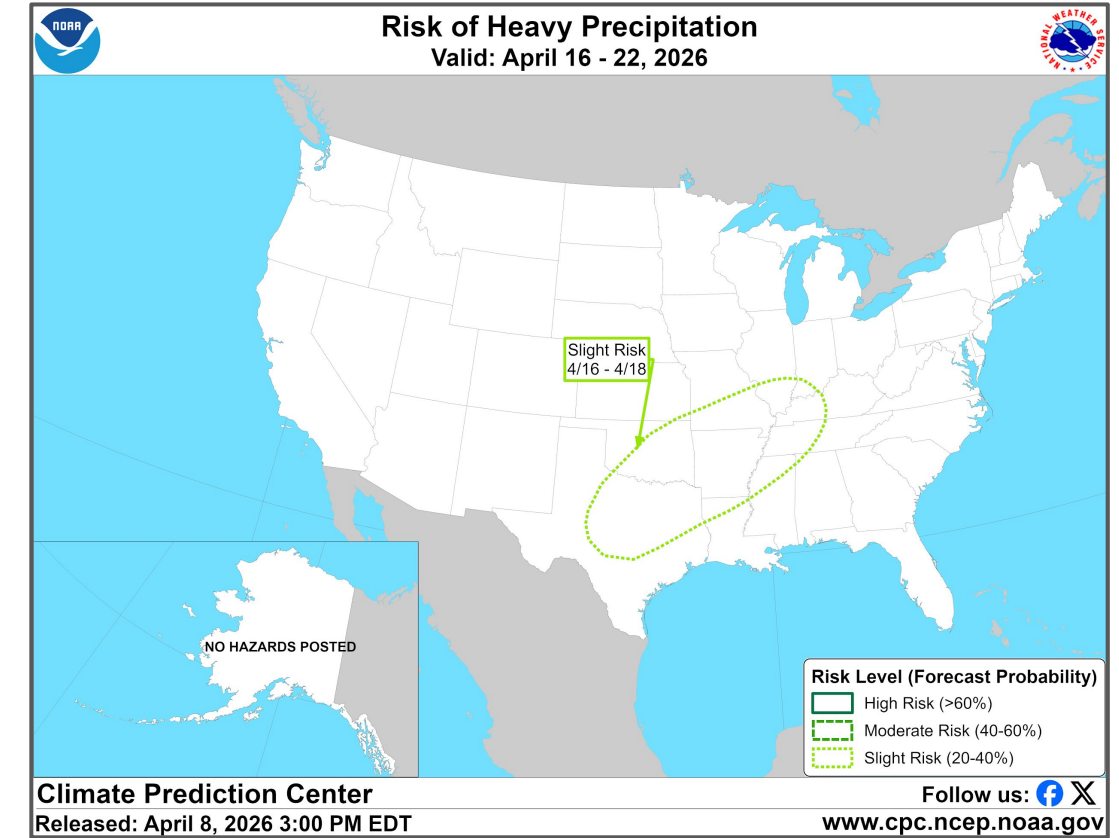 NOAA
Risk of Heavy Precipitation
Valid: April 16 - 22, 2026
NATIONAL WEATHER SERVICE
Slight Risk
4/16 - 4/18
NO HAZARDS POSTED
Risk Level (Forecast Probability)
High Risk (>60%)
Moderate Risk (40-60%)
Slight Risk (20-40%)
Climate Prediction Center
Follow us:
Released: April 8, 2026 3:00 PM EDT
www.cpc.ncep.noaa.gov